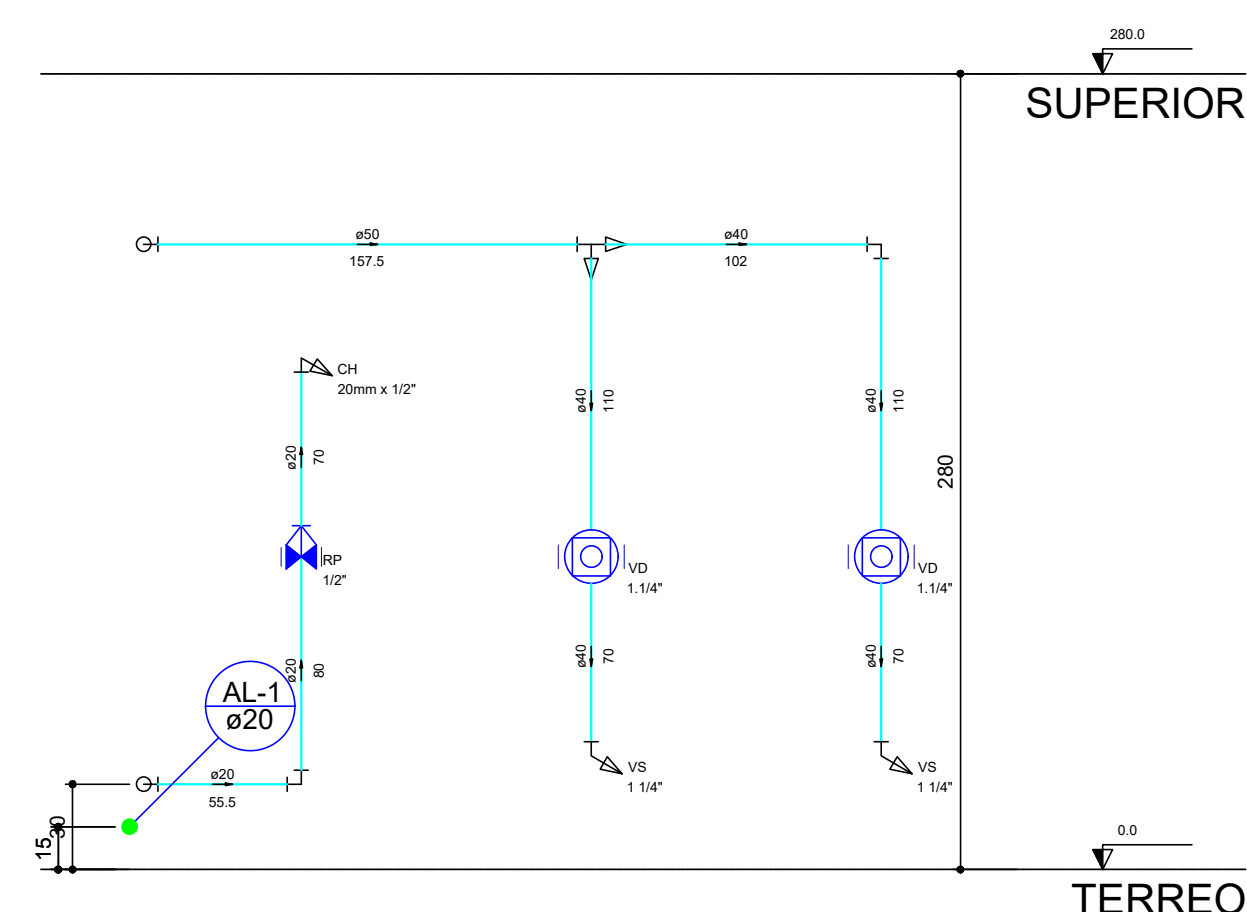 280.0
SUPERIOR
ø50
157.5
ø40
102
CH
20mm x 1/2"
ø20
70
ø40
110
ø40
110
280
RP
1/2"
VD
1.1/4"
VD
1.1/4"
ø20
80
ø40
70
ø40
70
AL-1
ø20
VS
1 1/4"
VS
1 1/4"
ø20
55.5
30
15
0.0
TERREO